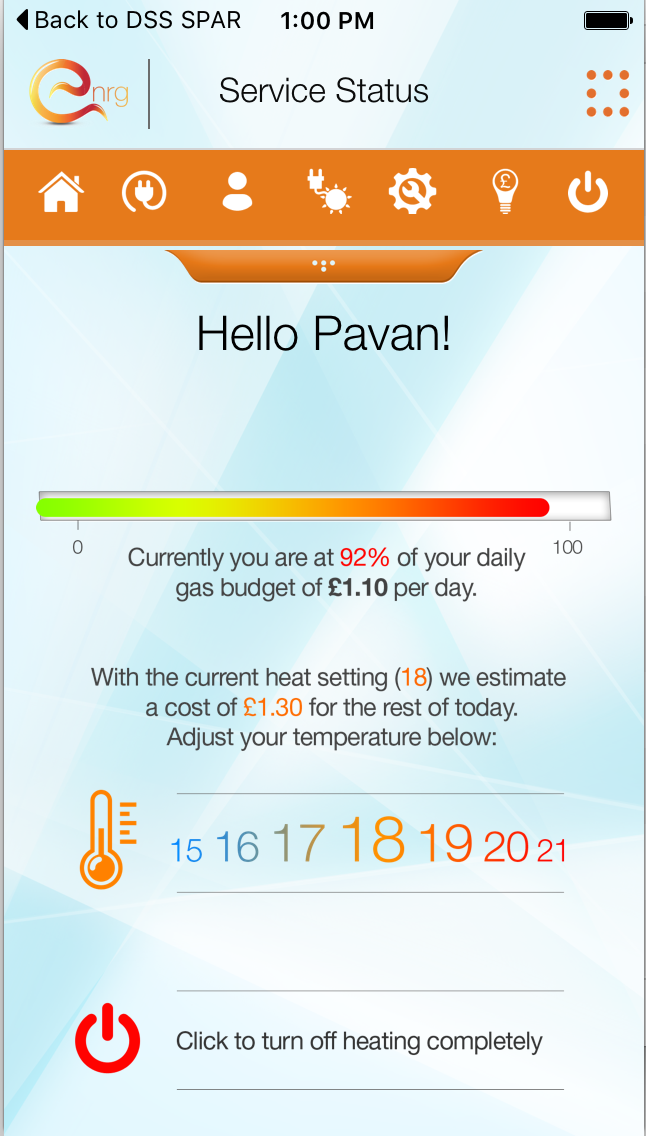 Back to DSS SPAR 1:00 PM
enrg Service Status
£
Hello Pavan!
0 100
Currently you are at 92% of your daily
gas budget of £1.10 per day.
With the current heat setting (18) we estimate
a cost of £1.30 for the rest of today.
Adjust your temperature below:
15 16 17 18 19 20 21
Click to turn off heating completely